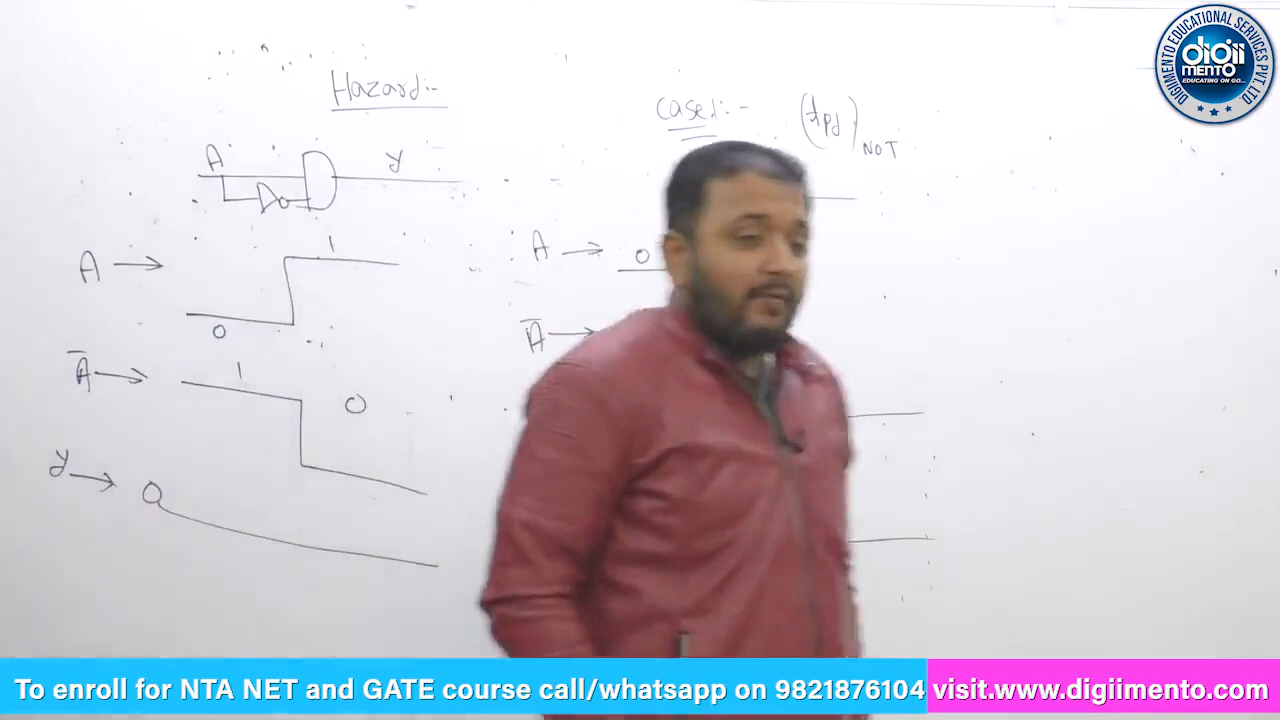 Hazard:-
A
y
A → 0 1
Ā → 1 0
y → 0
Case 1:-
(tpd)NOT
A → 0
Ā →
DIGIIMENTO EDUCATIONAL SERVICES PVT. LTD
digii
MENTO
EDUCATING ON GO...
To enroll for NTA NET and GATE course call/whatsapp on 9821876104 visit.www.digiimento.com